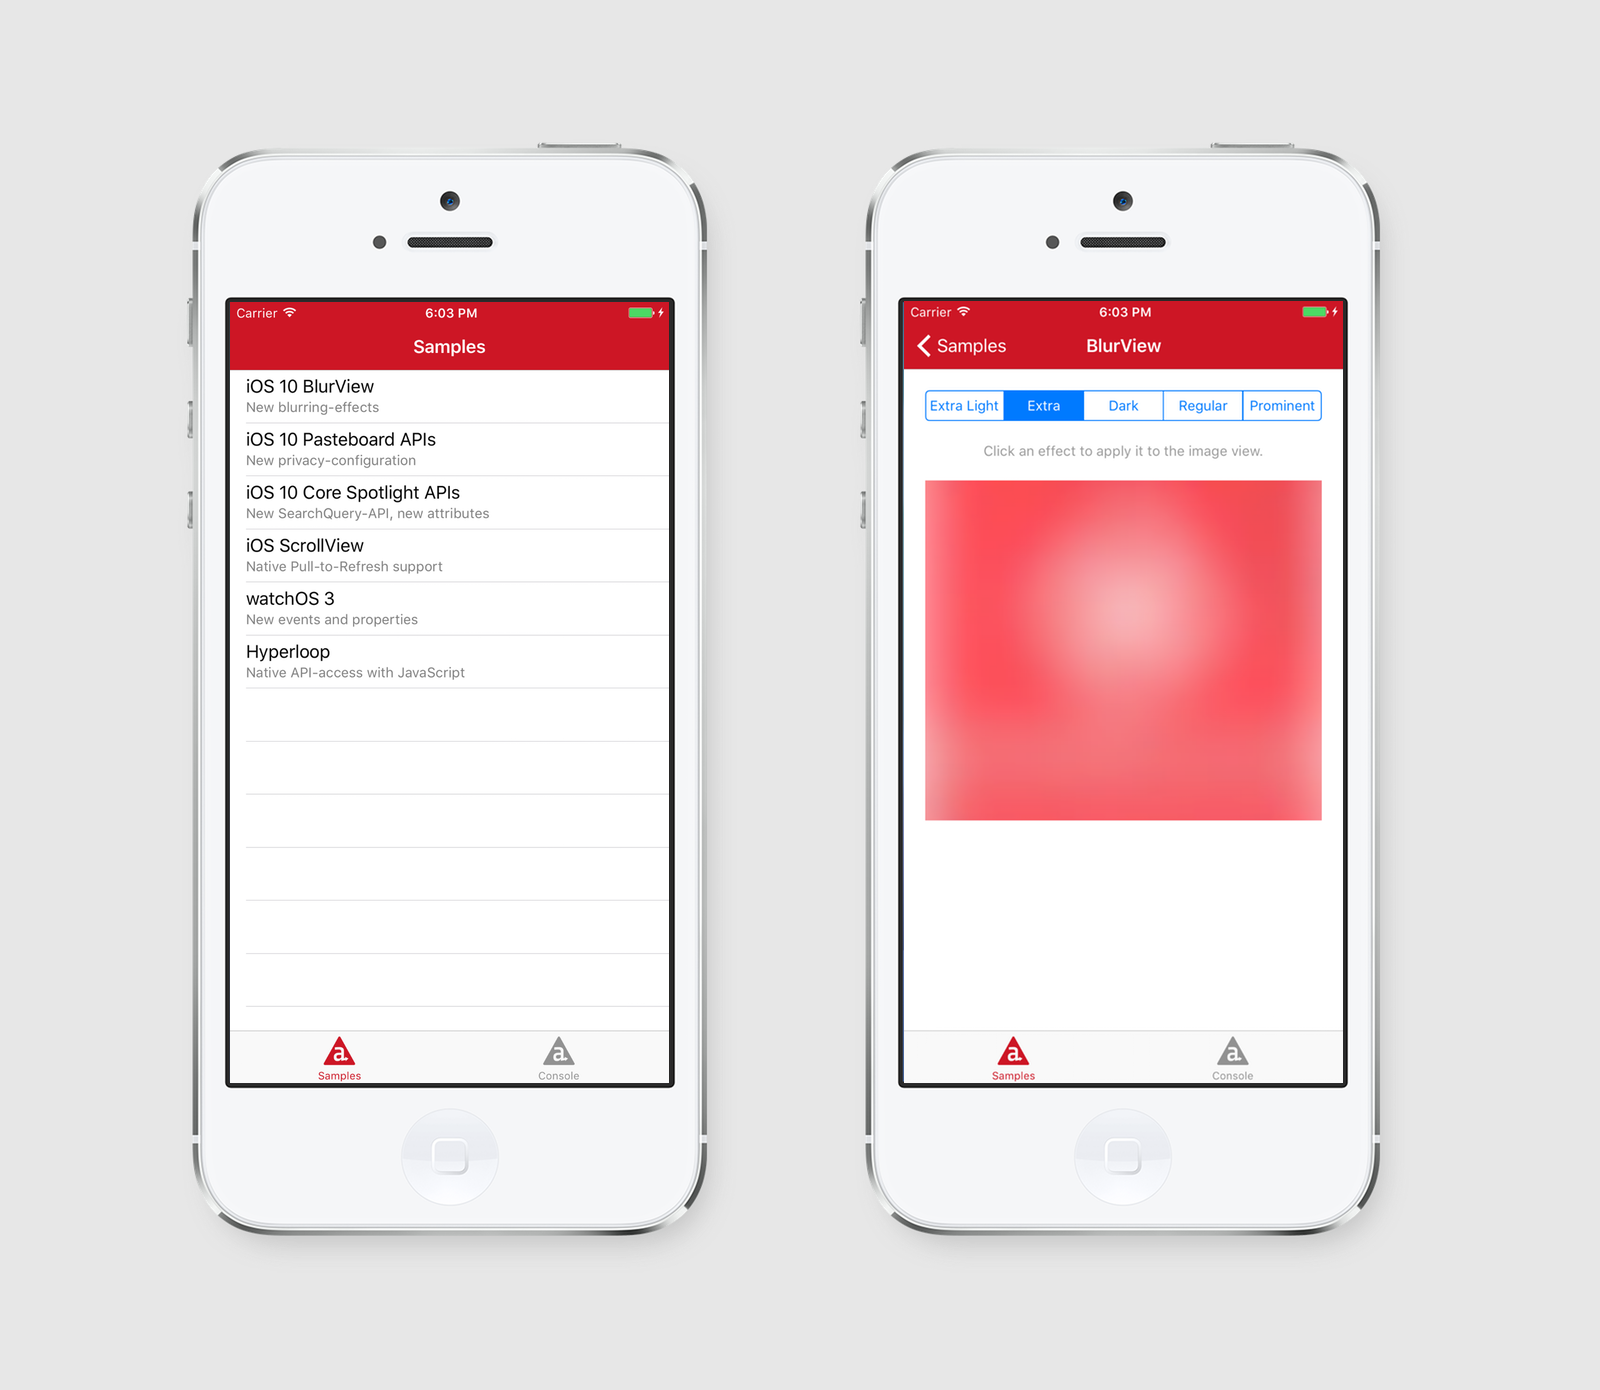 Carrier 6:03 PM
Samples
iOS 10 BlurView
New blurring-effects
iOS 10 Pasteboard APIs
New privacy-configuration
iOS 10 Core Spotlight APIs
New SearchQuery-API, new attributes
iOS ScrollView
Native Pull-to-Refresh support
watchOS 3
New events and properties
Hyperloop
Native API-access with JavaScript
a a
Samples Console
Carrier 6:03 PM
Samples BlurView
Extra Light Extra Dark Regular Prominent
Click an effect to apply it to the image view.
a a
Samples Console